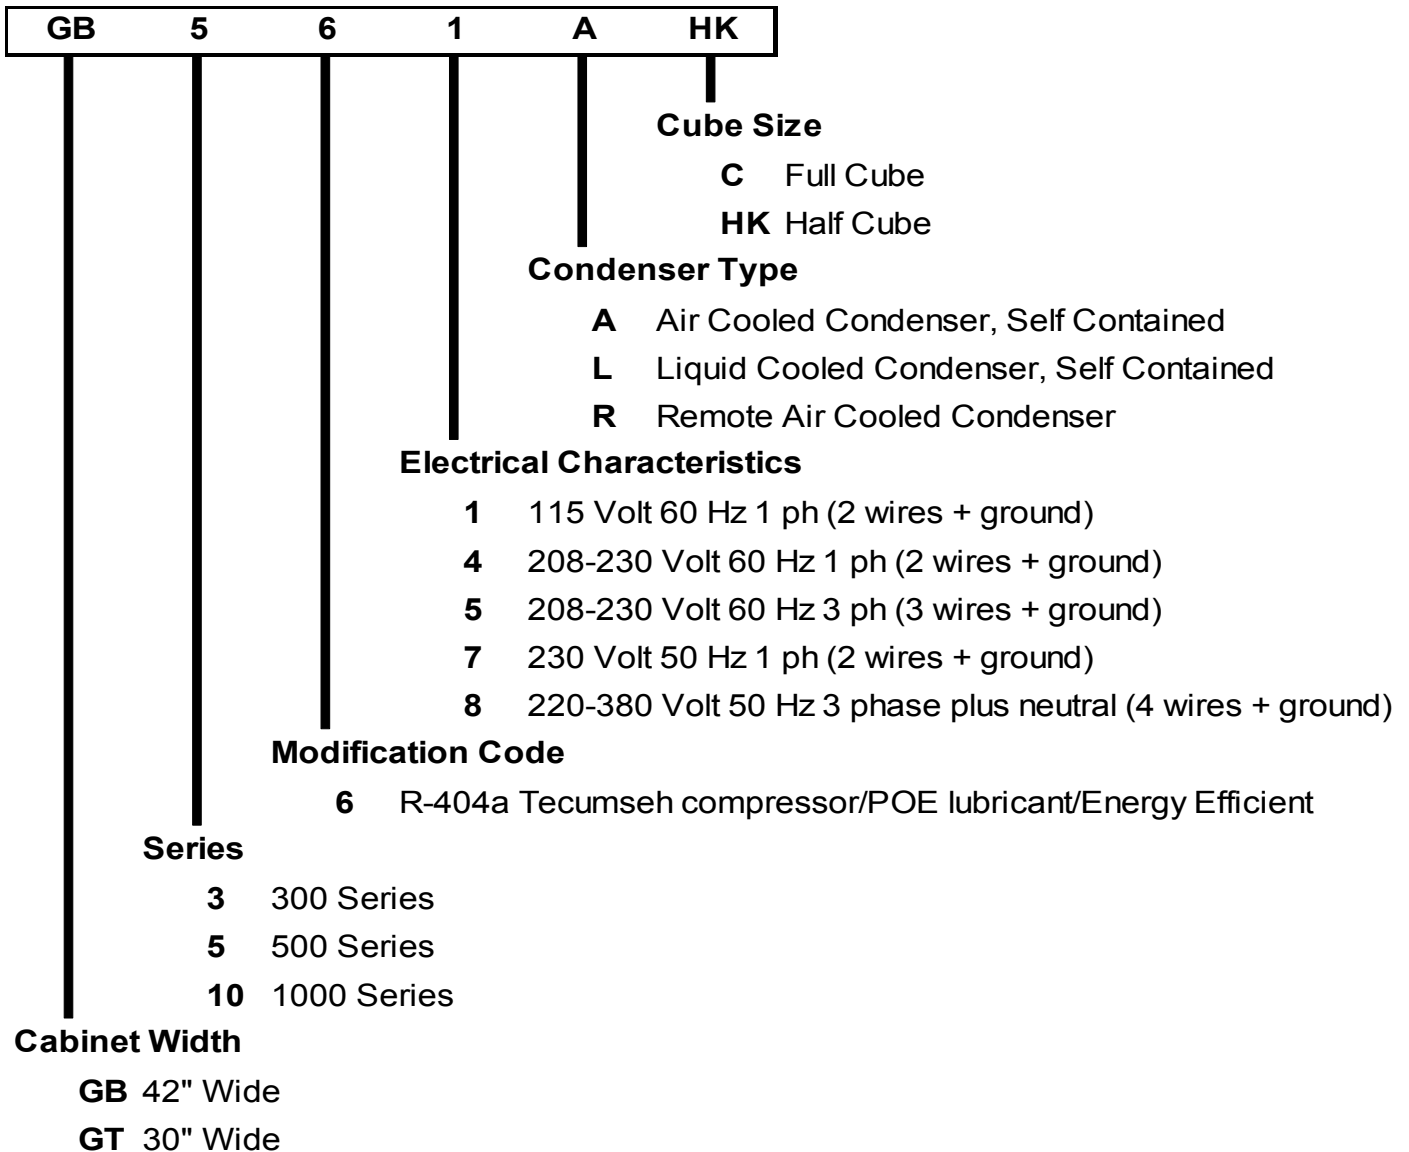 GB 5 6 1 A HK
Cube Size
C Full Cube
HK Half Cube
Condenser Type
A Air Cooled Condenser, Self Contained
L Liquid Cooled Condenser, Self Contained
R Remote Air Cooled Condenser
Electrical Characteristics
1 115 Volt 60 Hz 1 ph (2 wires + ground)
4 208-230 Volt 60 Hz 1 ph (2 wires + ground)
5 208-230 Volt 60 Hz 3 ph (3 wires + ground)
7 230 Volt 50 Hz 1 ph (2 wires + ground)
8 220-380 Volt 50 Hz 3 phase plus neutral (4 wires + ground)
Modification Code
6 R-404a Tecumseh compressor/POE lubricant/Energy Efficient
Series
3 300 Series
5 500 Series
10 1000 Series
Cabinet Width
GB 42" Wide
GT 30" Wide